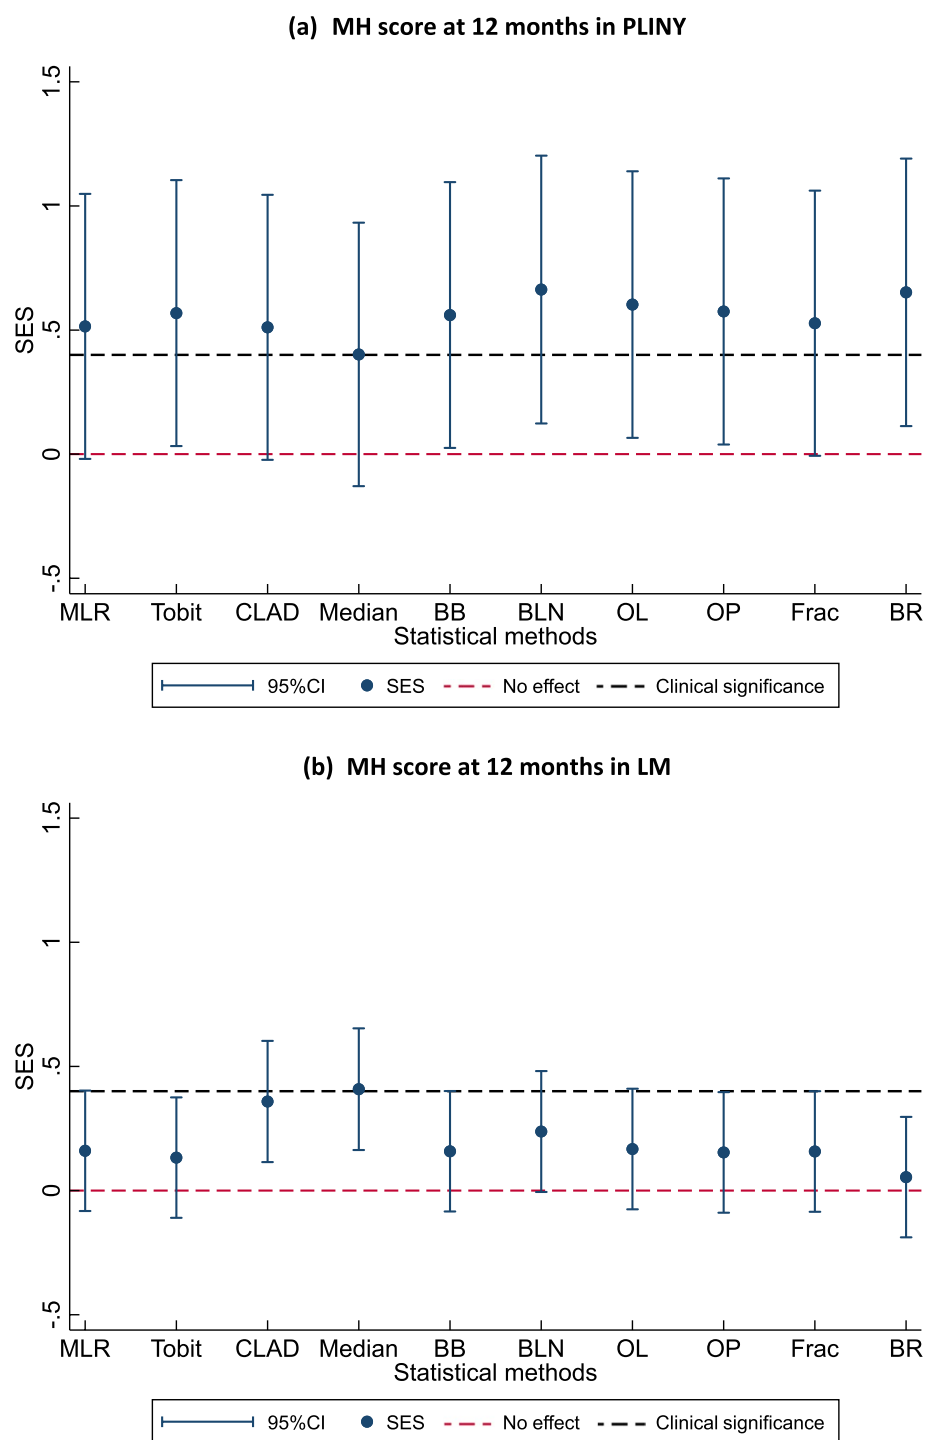 (a) MH score at 12 months in PLINY
1.5
1
.5
0
-.5
SES
MLR Tobit CLAD Median BB BLN OL OP Frac BR
Statistical methods
95%CI SES No effect Clinical significance
(b) MH score at 12 months in LM
1.5
1
.5
0
-.5
SES
MLR Tobit CLAD Median BB BLN OL OP Frac BR
Statistical methods
95%CI SES No effect Clinical significance